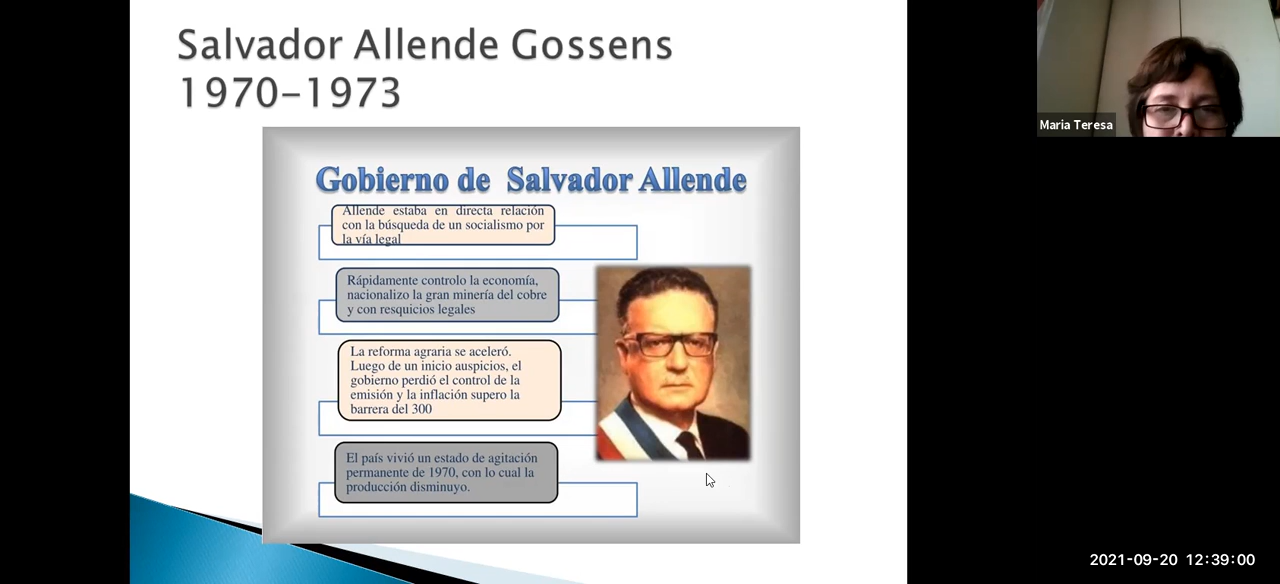 Salvador Allende Gossens
1970-1973
Gobierno de Salvador Allende
Allende estaba en directa relación
con la búsqueda de un socialismo por
la vía legal
Rápidamente controlo la economía,
nacionalizo la gran minería del cobre
y con resquicios legales
La reforma agraria se aceleró.
Luego de un inicio auspicios, el
gobierno perdió el control de la
emisión y la inflación supero la
barrera del 300
El país vivió un estado de agitación
permanente de 1970, con lo cual la
producción disminuyo.
Maria Teresa
2021-09-20 12:39:00